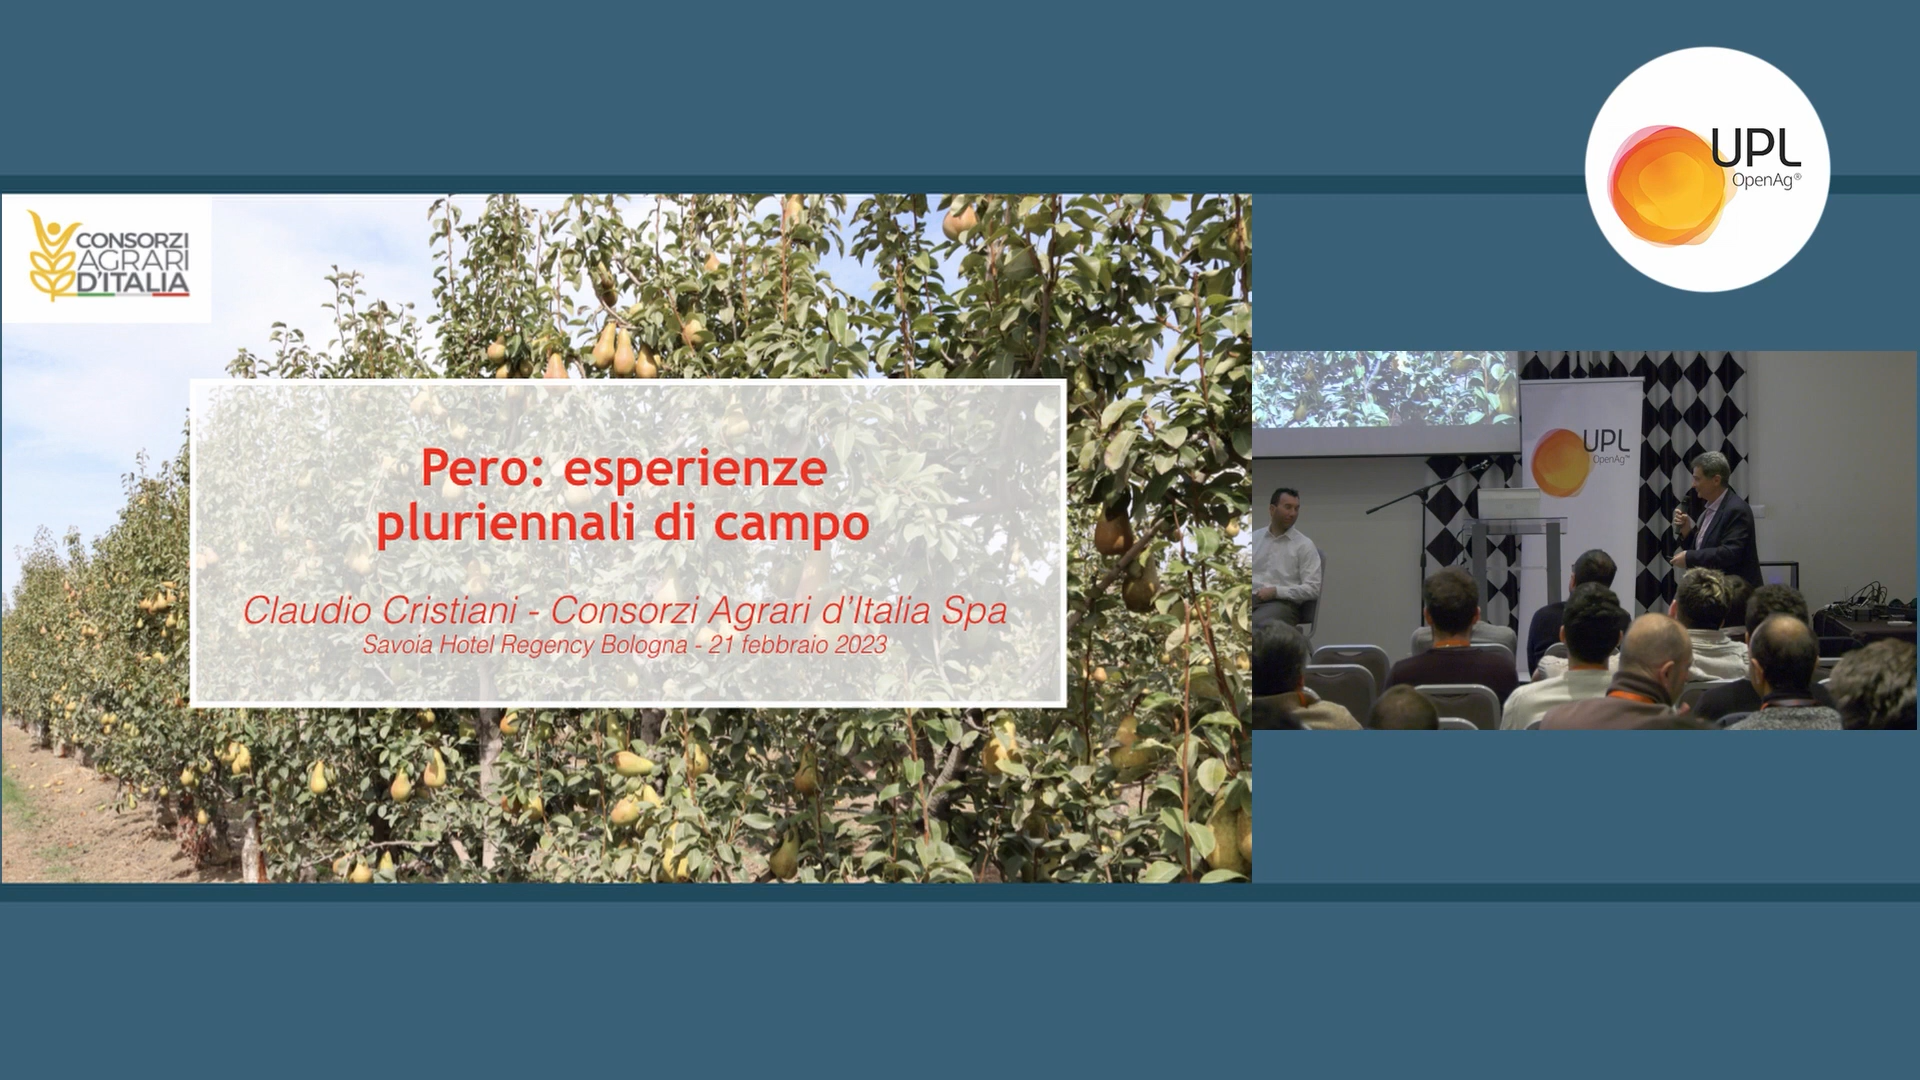 UPL
OpenAg®
CONSORZI
AGRARI
D'ITALIA
Pero: esperienze
pluriennali di campo
Claudio Cristiani - Consorzi Agrari d'Italia Spa
Savoia Hotel Regency Bologna - 21 febbraio 2023
UPL
OpenAg™